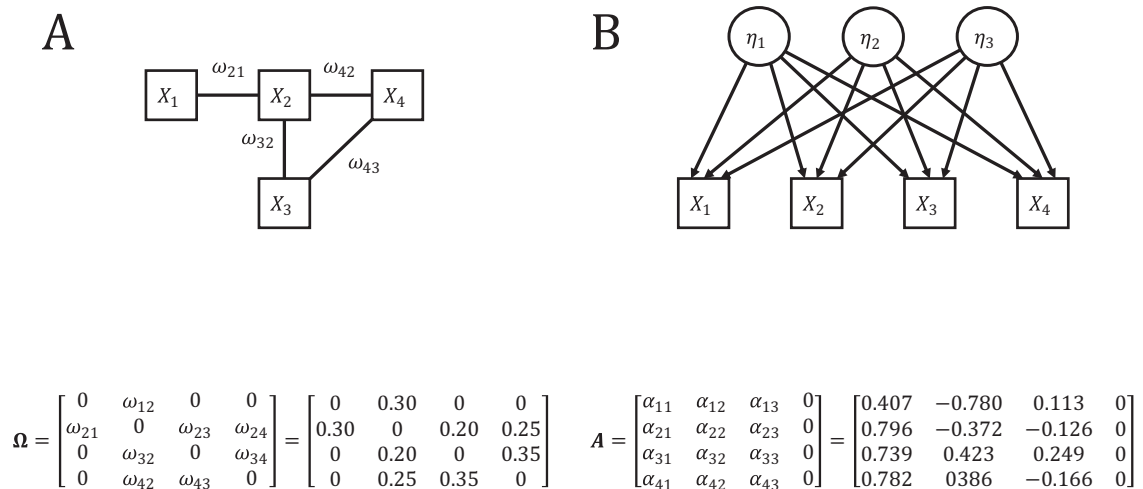 A
B
η₁ η₂ η₃
ω₂₁ ω₄₂
X₁ X₂ X₄
ω₃₂
ω₄₃
X₃
X₁ X₂ X₃ X₄
Ω = [0 ω₁₂ 0 0] = [0 0.30 0 0]
[ω₂₁ 0 ω₂₃ ω₂₄] [0.30 0 0.20 0.25]
[0 ω₃₂ 0 ω₃₄] [0 0.20 0 0.35]
[0 ω₄₂ ω₄₃ 0] [0 0.25 0.35 0]
A = [α₁₁ α₁₂ α₁₃ 0] = [0.407 −0.780 0.113 0]
[α₂₁ α₂₂ α₂₃ 0] [0.796 −0.372 −0.126 0]
[α₃₁ α₃₂ α₃₃ 0] [0.739 0.423 0.249 0]
[α₄₁ α₄₂ α₄₃ 0] [0.782 0386 −0.166 0]